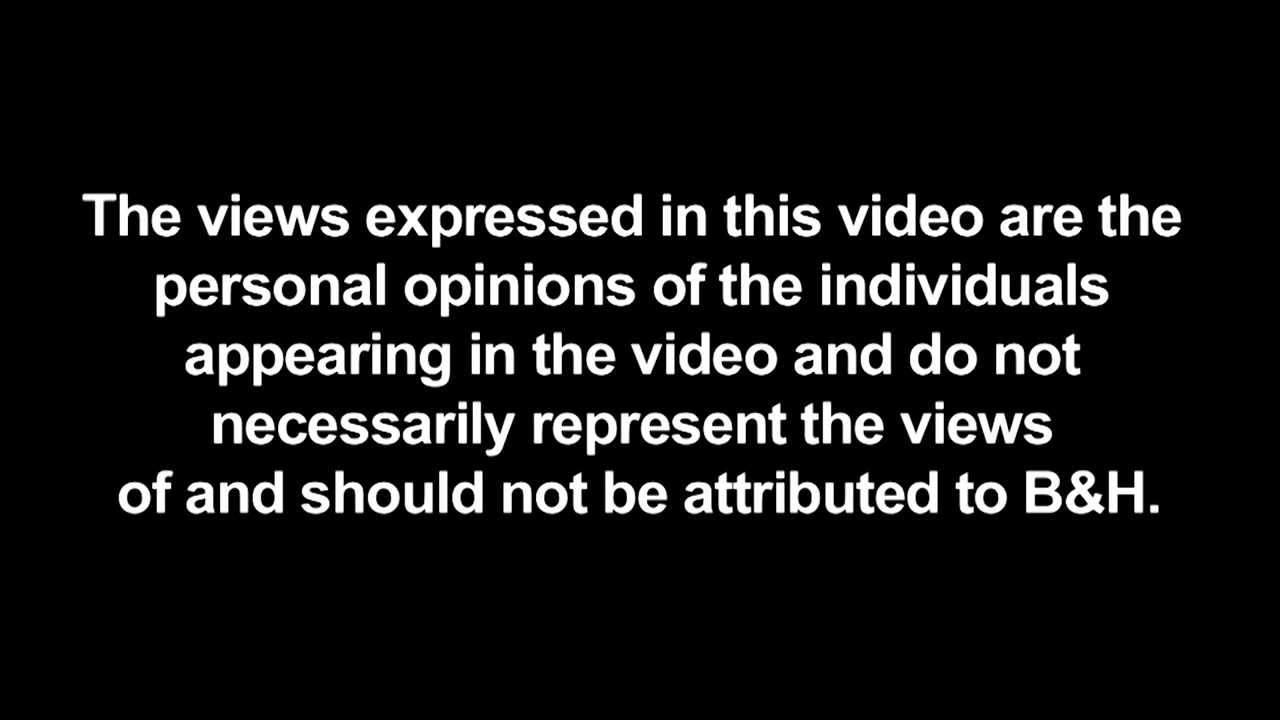 The views expressed in this video are the
personal opinions of the individuals
appearing in the video and do not
necessarily represent the views
of and should not be attributed to B&H.